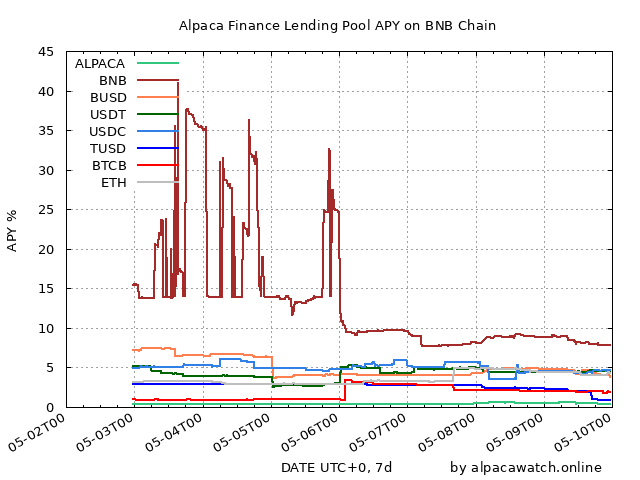 Alpaca Finance Lending Pool APY on BNB Chain
45
40
35
30
25
20
15
10
5
0
APY %
ALPACA
BNB
BUSD
USDT
USDC
TUSD
BTCB
ETH
05-02T00
05-03T00
05-04T00
05-05T00
05-06T00
05-07T00
05-08T00
05-09T00
05-10T00
DATE UTC+0, 7d
by alpacawatch.online